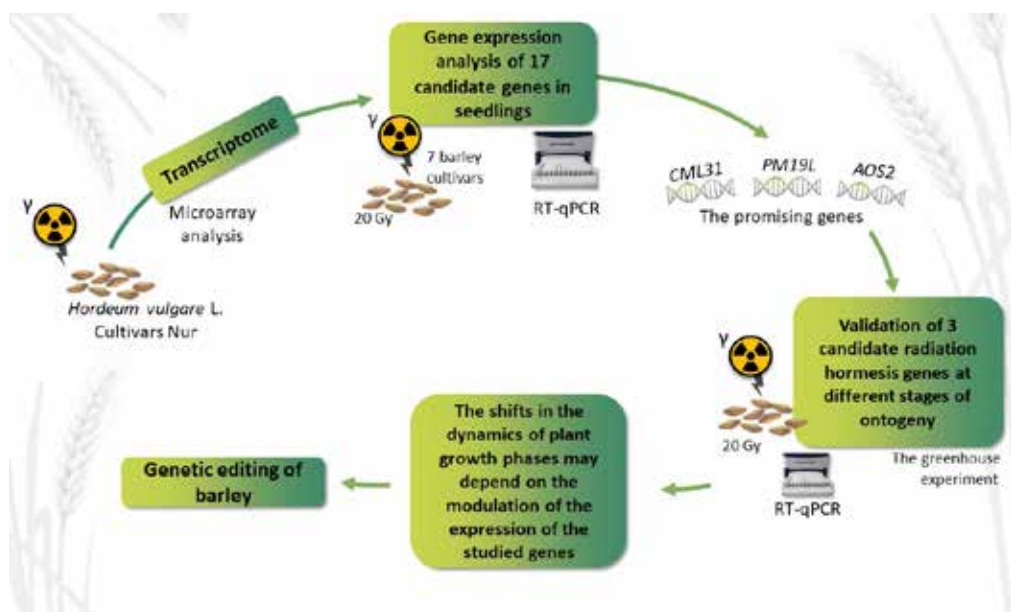 γ
Hordeum vulgare L.
Cultivars Nur
Transcriptome
Microarray
analysis
Gene expression
analysis of 17
candidate genes in
seedlings
γ
7 barley
cultivars
20 Gy
RT-qPCR
CML31
PM19L
AOS2
The promising genes
Validation of 3
candidate radiation
hormesis genes at
different stages of
ontogeny
γ
20 Gy
The greenhouse
experiment
RT-qPCR
The shifts in the
dynamics of plant
growth phases may
depend on the
modulation of the
expression of the
studied genes
Genetic editing of
barley